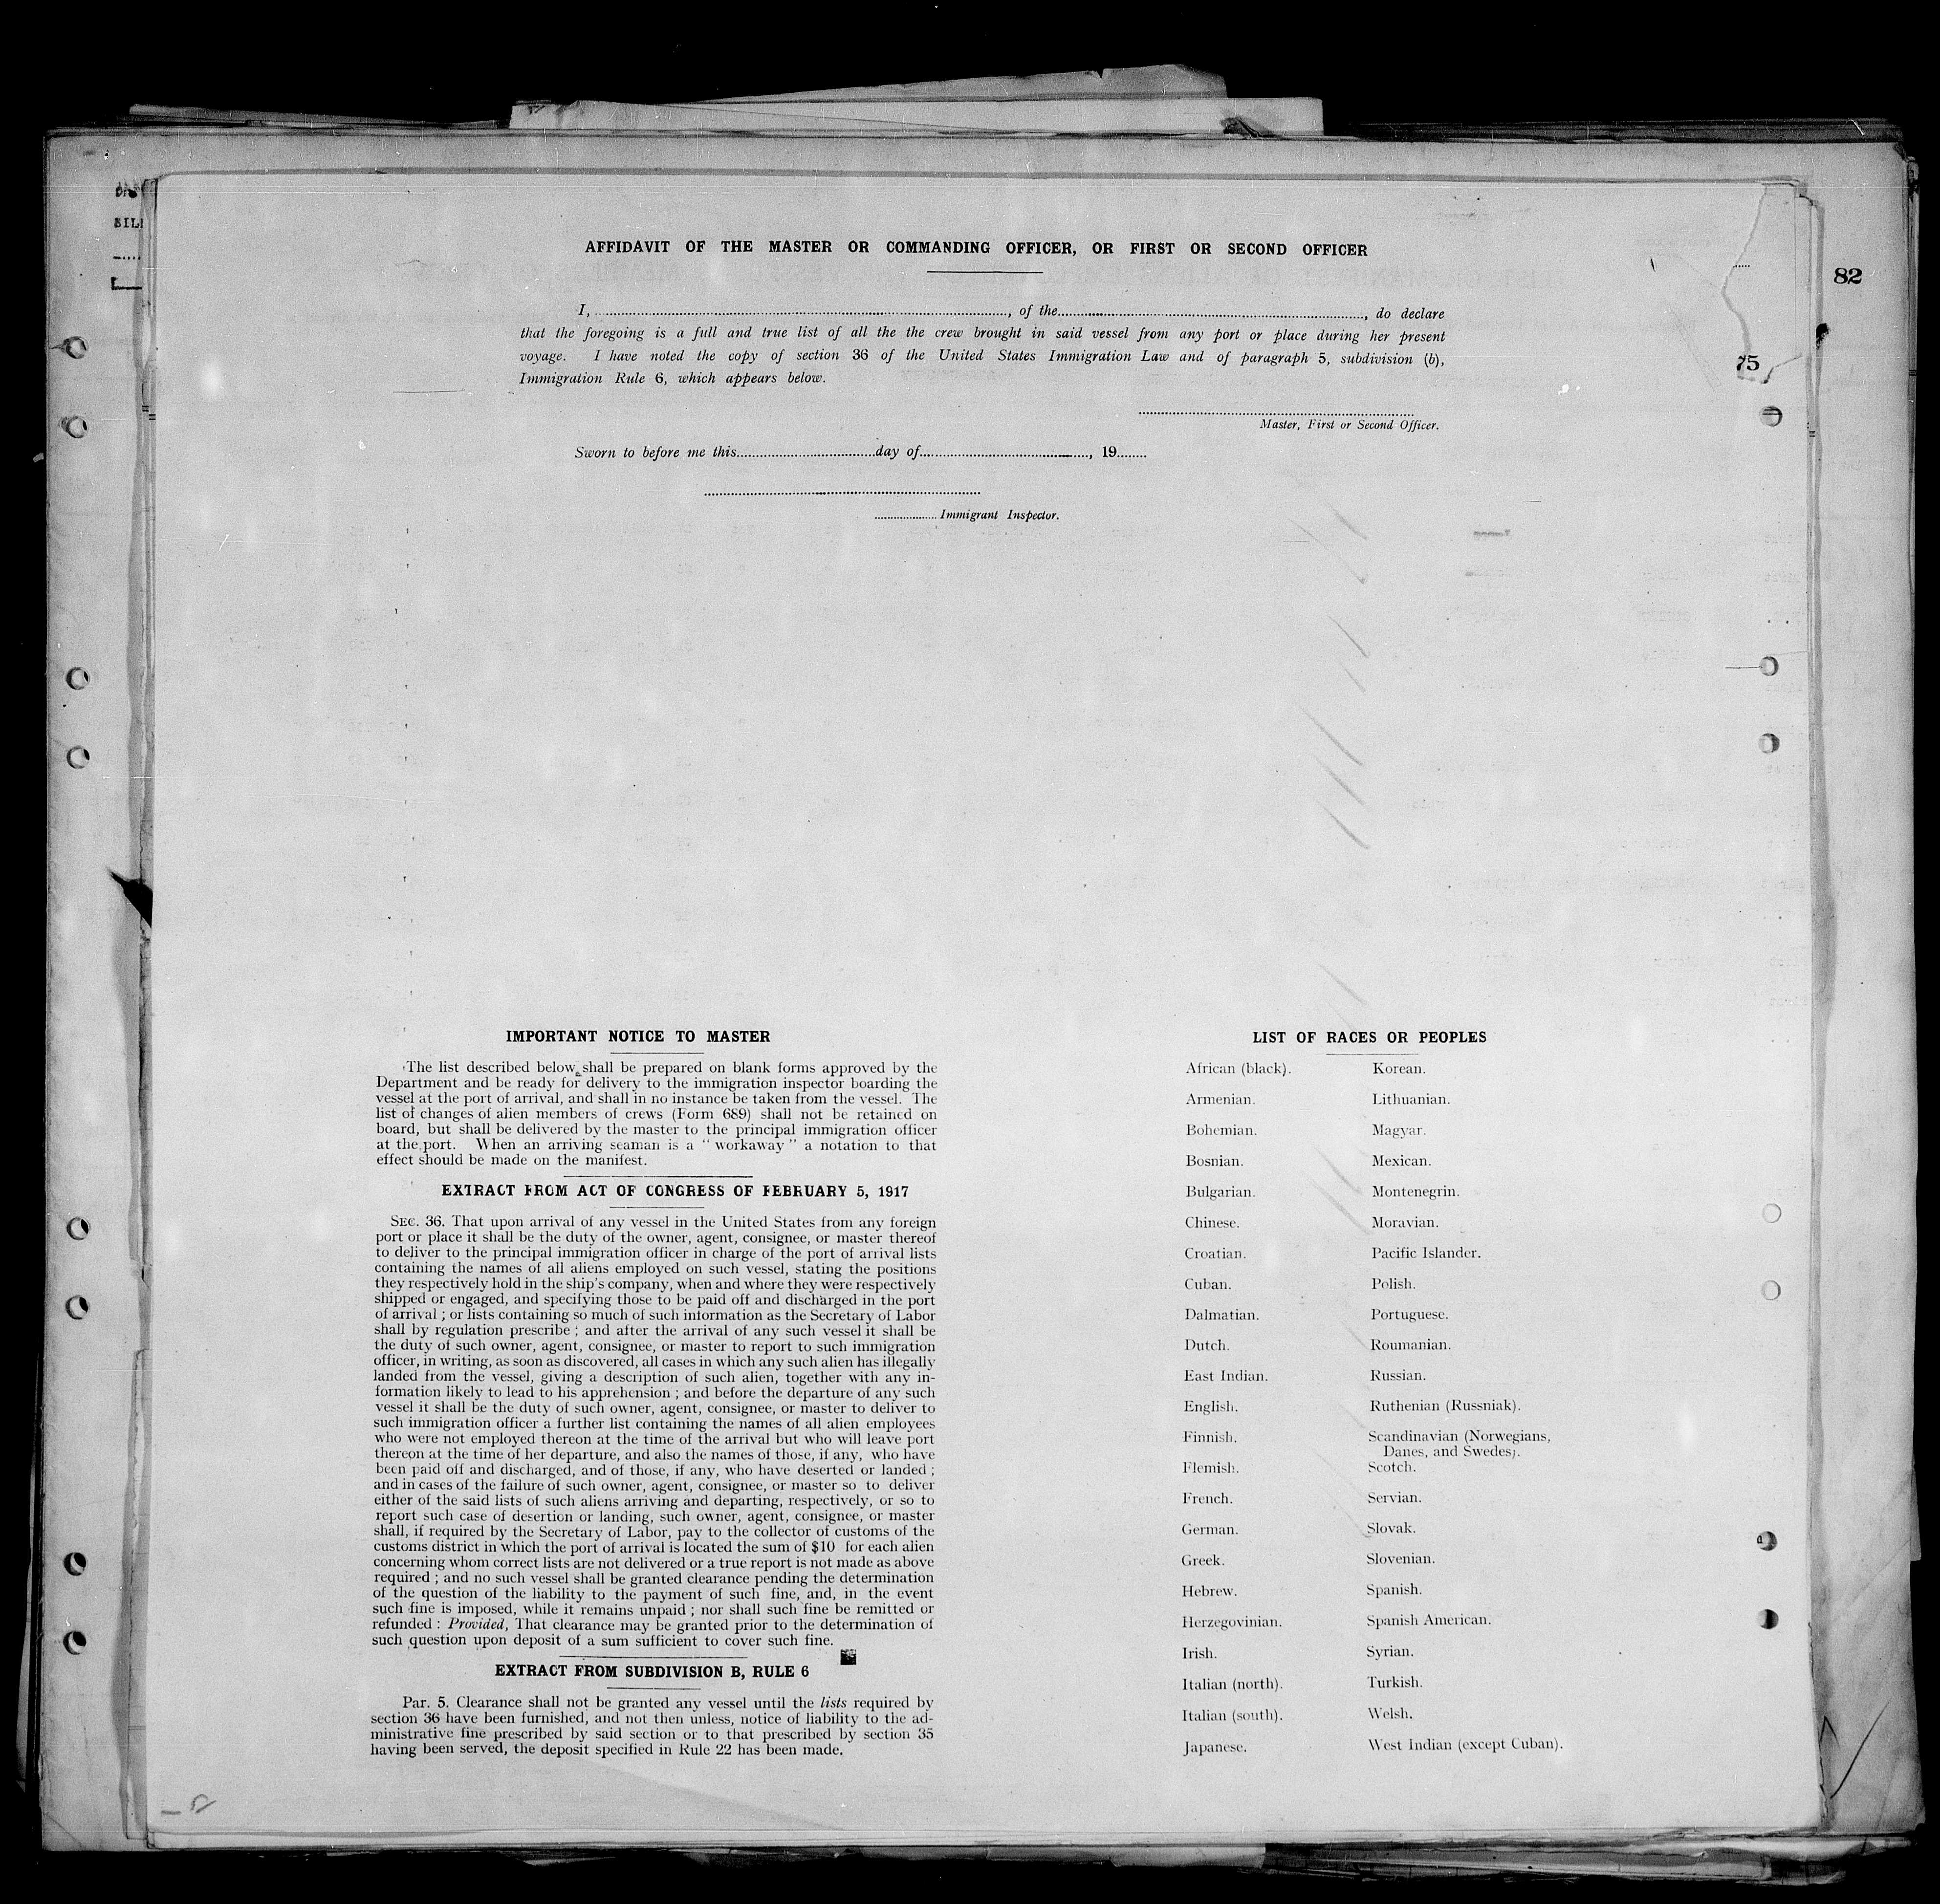 AFFIDAVIT OF THE MASTER OR COMMANDING OFFICER, OR FIRST OR SECOND OFFICER
82
I, ..., of the..., do declare
that the foregoing is a full and true list of all the the crew brought in said vessel from any port or place during her present
voyage. I have noted the copy of section 36 of the United States Immigration Law and of paragraph 5, subdivision (b),
Immigration Rule 6, which appears below.
75
Master, First or Second Officer.
Sworn to before me this...day of..., 19...
...Immigrant Inspector.
IMPORTANT NOTICE TO MASTER
The list described below shall be prepared on blank forms approved by the
Department and be ready for delivery to the immigration inspector boarding the
vessel at the port of arrival, and shall in no instance be taken from the vessel. The
list of changes of alien members of crews (Form 689) shall not be retained on
board, but shall be delivered by the master to the principal immigration officer
at the port. When an arriving seaman is a "workaway" a notation to that
effect should be made on the manifest.
EXTRACT FROM ACT OF CONGRESS OF FEBRUARY 5, 1917
SEC. 36. That upon arrival of any vessel in the United States from any foreign
port or place it shall be the duty of the owner, agent, consignee, or master thereof
to deliver to the principal immigration officer in charge of the port of arrival lists
containing the names of all aliens employed on such vessel, stating the positions
they respectively hold in the ship's company, when and where they were respectively
shipped or engaged, and specifying those to be paid off and discharged in the port
of arrival; or lists containing so much of such information as the Secretary of Labor
shall by regulation prescribe; and after the arrival of any such vessel it shall be
the duty of such owner, agent, consignee, or master to report to such immigration
officer, in writing, as soon as discovered, all cases in which any such alien has illegally
landed from the vessel, giving a description of such alien, together with any in-
formation likely to lead to his apprehension; and before the departure of any such
vessel it shall be the duty of such owner, agent, consignee, or master to deliver to
such immigration officer a further list containing the names of all alien employees
who were not employed thereon at the time of the arrival but who will leave port
thereon at the time of her departure, and also the names of those, if any, who have
been paid off and discharged, and of those, if any, who have deserted or landed;
and in cases of the failure of such owner, agent, consignee, or master so to deliver
either of the said lists of such aliens arriving and departing, respectively, or so to
report such case of desertion or landing, such owner, agent, consignee, or master
shall, if required by the Secretary of Labor, pay to the collector of customs of the
customs district in which the port of arrival is located the sum of $10 for each alien
concerning whom correct lists are not delivered or a true report is not made as above
required; and no such vessel shall be granted clearance pending the determination
of the question of the liability to the payment of such fine, and, in the event
such fine is imposed, while it remains unpaid; nor shall such fine be remitted or
refunded: Provided, That clearance may be granted prior to the determination of
such question upon deposit of a sum sufficient to cover such fine.
EXTRACT FROM SUBDIVISION B, RULE 6
Par. 5. Clearance shall not be granted any vessel until the lists required by
section 36 have been furnished, and not then unless, notice of liability to the ad-
ministrative fine prescribed by said section or to that prescribed by section 35
having been served, the deposit specified in Rule 22 has been made.
LIST OF RACES OR PEOPLES
African (black).
Armenian.
Bohemian.
Bosnian.
Bulgarian.
Chinese.
Croatian.
Cuban.
Dalmatian.
Dutch.
East Indian.
English.
Finnish.
Flemish.
French.
German.
Greek.
Hebrew.
Herzegovinian.
Irish.
Italian (north).
Italian (south).
Japanese.
Korean.
Lithuanian.
Magyar.
Mexican.
Montenegrin.
Moravian.
Pacific Islander.
Polish.
Portuguese.
Roumanian.
Russian.
Ruthenian (Russniak).
Scandinavian (Norwegians,
Danes, and Swedes).
Scotch.
Servian.
Slovak.
Slovenian.
Spanish.
Spanish American.
Syrian.
Turkish.
Welsh.
West Indian (except Cuban).